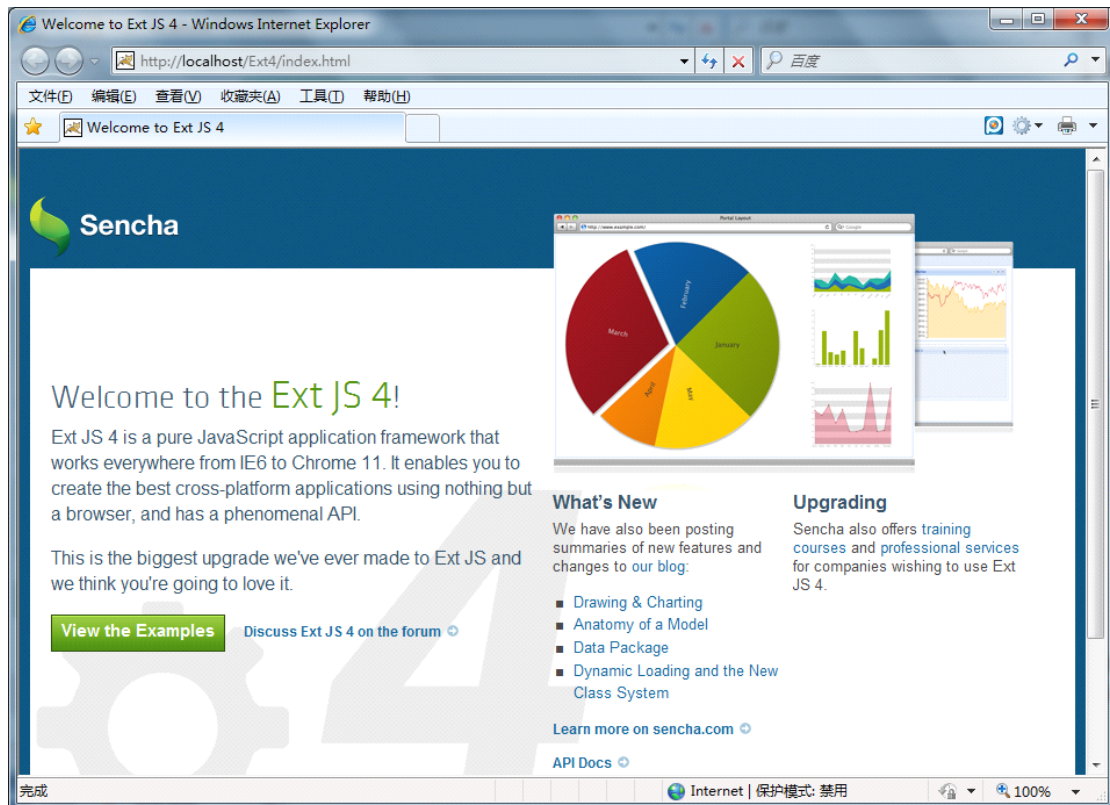 Welcome to Ext JS 4 - Windows Internet Explorer
http://localhost/Ext4/index.html
百度
文件(F) 编辑(E) 查看(V) 收藏夹(A) 工具(T) 帮助(H)
Welcome to Ext JS 4
Sencha
Portal Layout
http://www.example.com/
Google
February
March
January
April
May
Welcome to the Ext JS 4!
Ext JS 4 is a pure JavaScript application framework that
works everywhere from IE6 to Chrome 11. It enables you to
create the best cross-platform applications using nothing but
a browser, and has a phenomenal API.
This is the biggest upgrade we've ever made to Ext JS and
we think you're going to love it.
View the Examples
Discuss Ext JS 4 on the forum
4
What's New
We have also been posting
summaries of new features and
changes to our blog:
Drawing & Charting
Anatomy of a Model
Data Package
Dynamic Loading and the New
Class System
Learn more on sencha.com
API Docs
Upgrading
Sencha also offers training
courses and professional services
for companies wishing to use Ext
JS 4.
完成
Internet | 保护模式: 禁用
100%